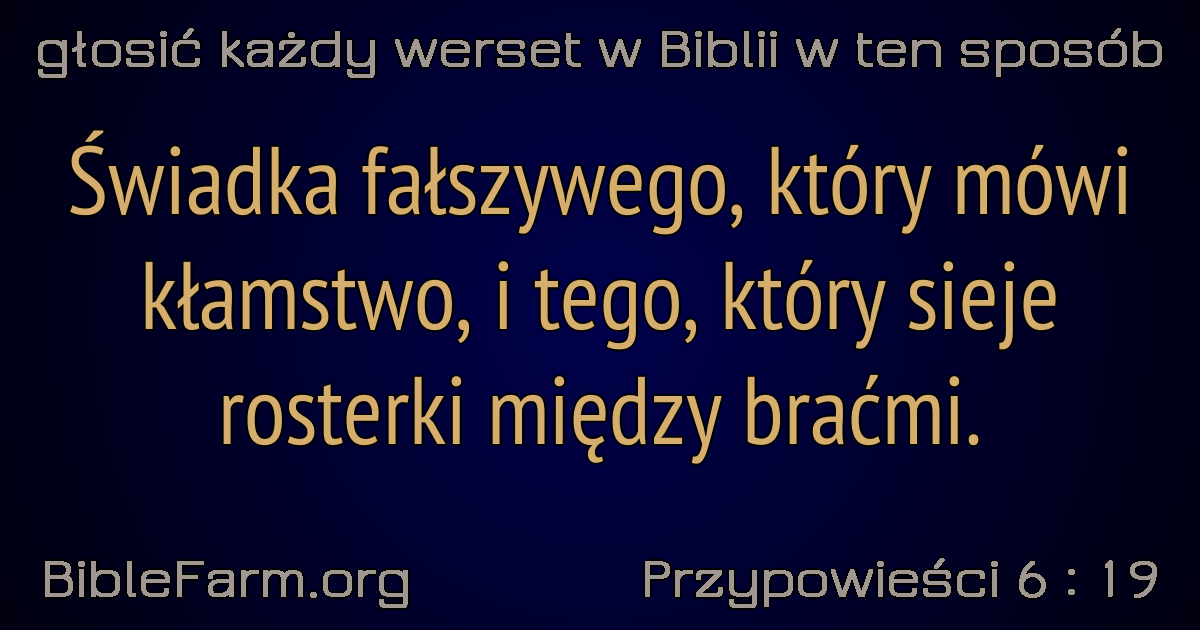 głosić każdy werset w Biblii w ten sposób
Świadka fałszywego, który mówi
kłamstwo, i tego, który sieje
rosterki między braćmi.
BibleFarm.org
Przypowieści 6 : 19